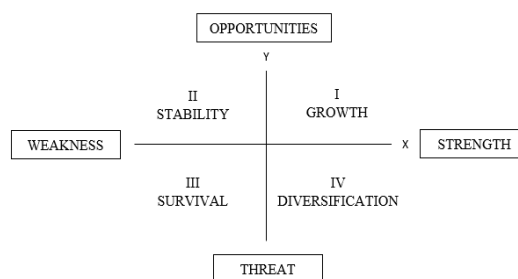 OPPORTUNITIES
Y
II
STABILITY
I
GROWTH
WEAKNESS
X
STRENGTH
III
SURVIVAL
IV
DIVERSIFICATION
THREAT